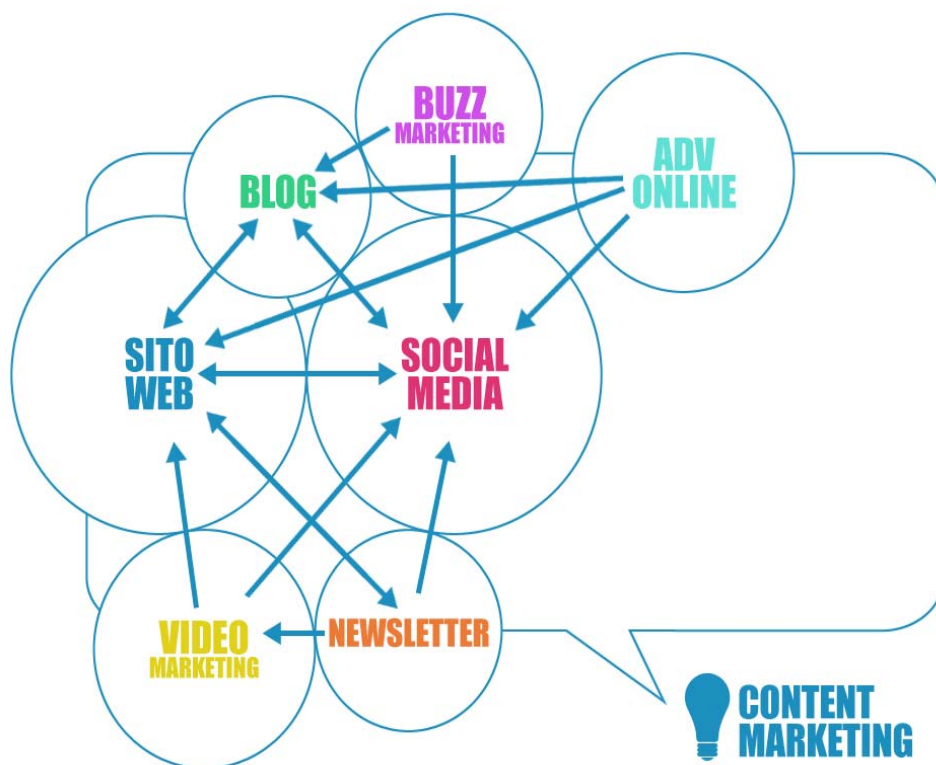 BUZZ
MARKETING
ADV
ONLINE
BLOG
SITO
WEB
SOCIAL
MEDIA
VIDEO
MARKETING
NEWSLETTER
CONTENT
MARKETING